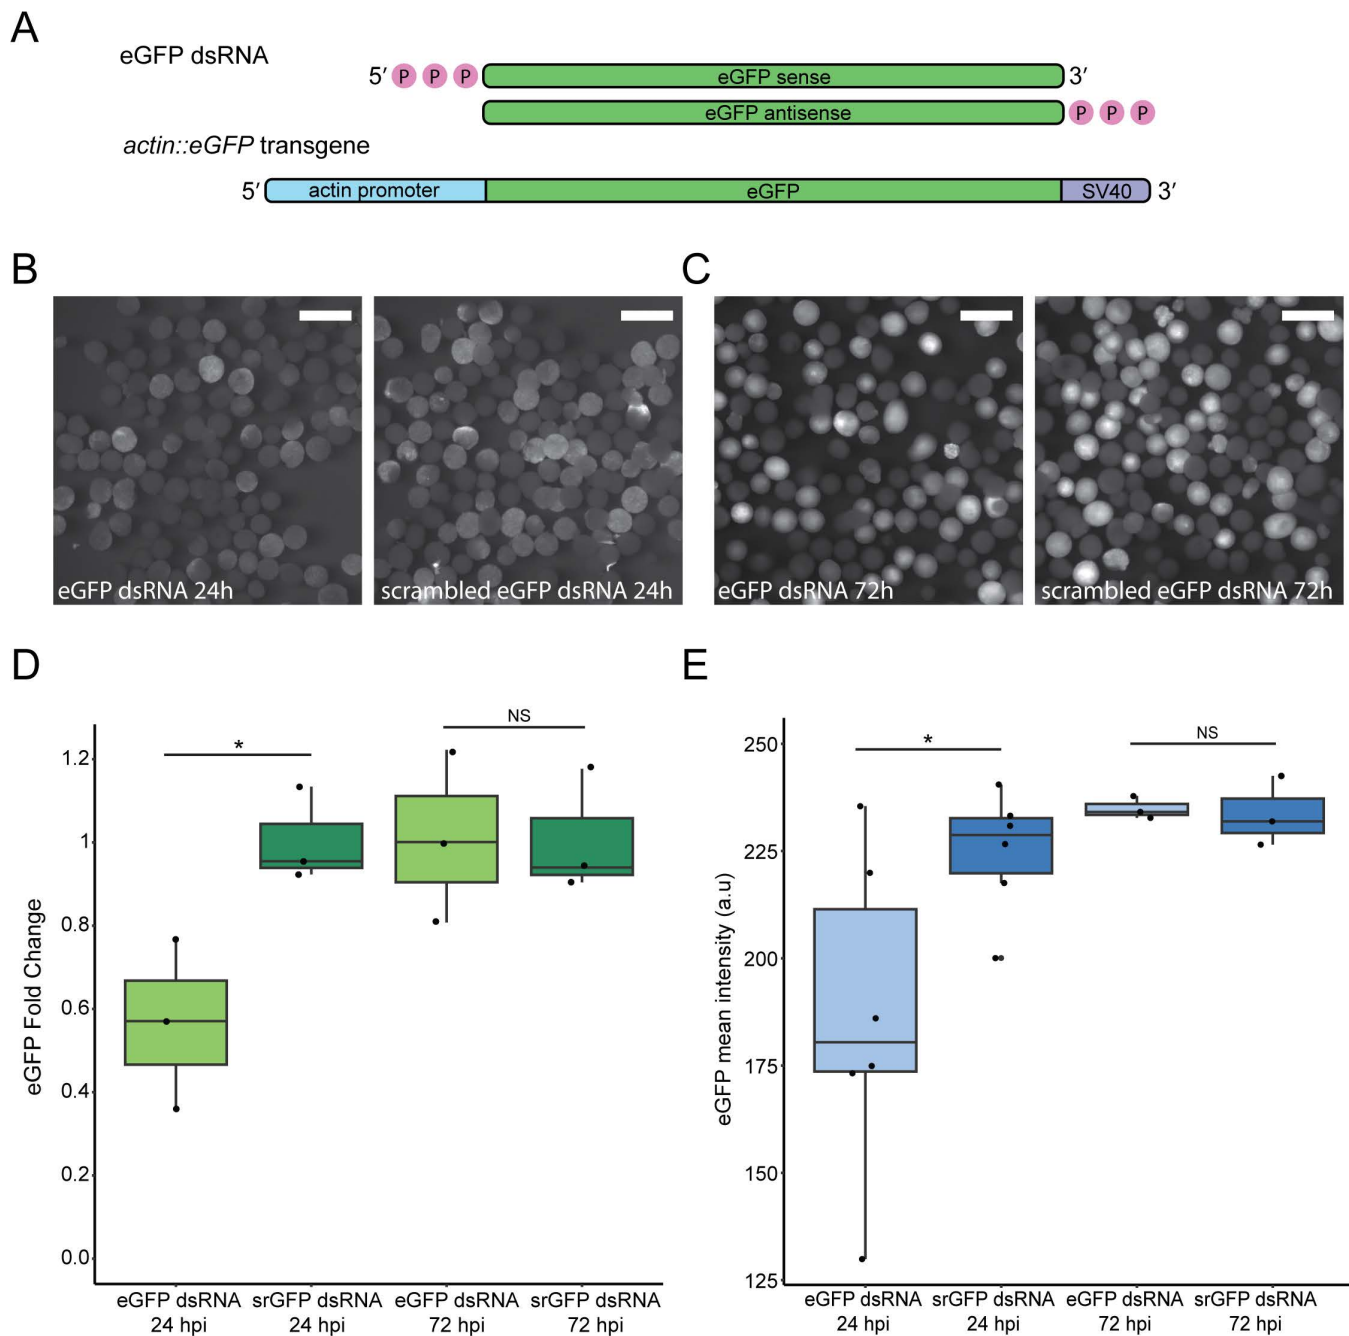 A
eGFP dsRNA
5′ P P P eGFP sense 3′
eGFP antisense P P P
actin::eGFP transgene
5′ actin promoter eGFP SV40 3′
B
eGFP dsRNA 24h
scrambled eGFP dsRNA 24h
C
eGFP dsRNA 72h
scrambled eGFP dsRNA 72h
D
eGFP Fold Change
1.2
1
0.8
0.6
0.4
0.2
0.0
*
NS
eGFP dsRNA srGFP dsRNA eGFP dsRNA srGFP dsRNA
24 hpi 24 hpi 72 hpi 72 hpi
E
eGFP mean intensity (a.u)
250
225
200
175
150
125
*
NS
eGFP dsRNA srGFP dsRNA eGFP dsRNA srGFP dsRNA
24 hpi 24 hpi 72 hpi 72 hpi